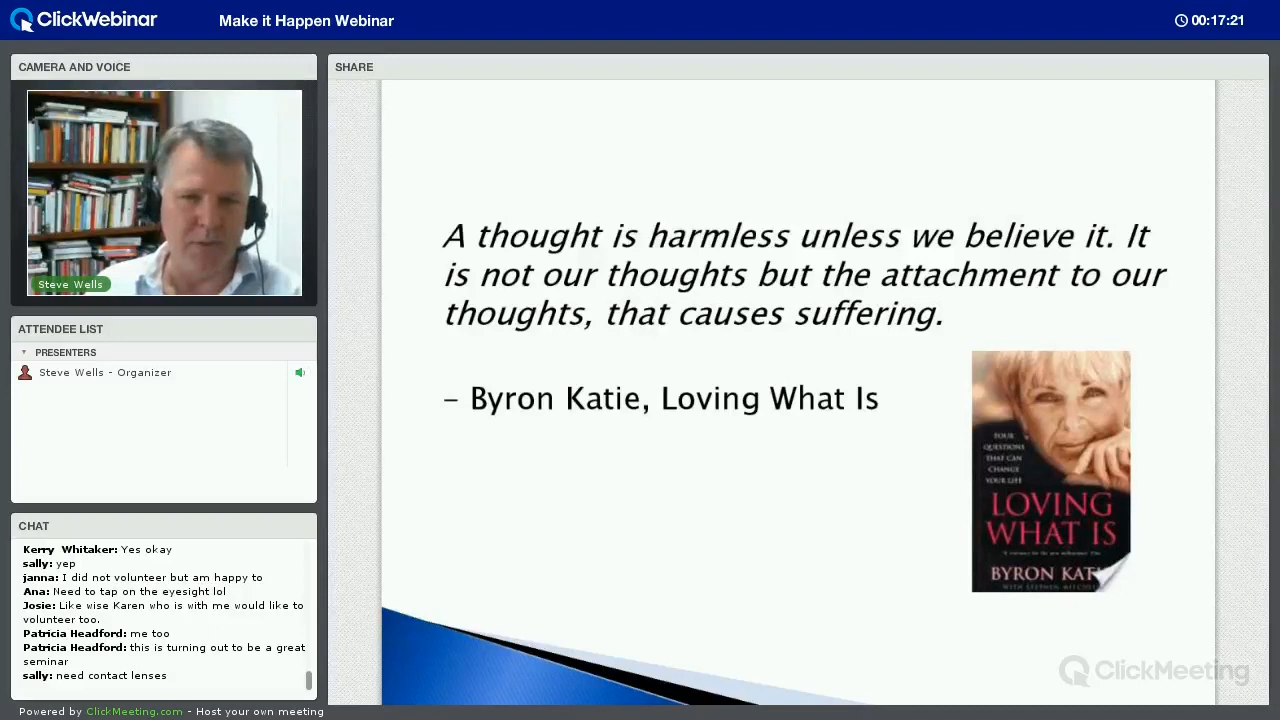 ClickWebinar
Make it Happen Webinar
00:17:21
CAMERA AND VOICE
Steve Wells
ATTENDEE LIST
PRESENTERS
Steve Wells - Organizer
CHAT
Kerry Whitaker: Yes okay
sally: yep
janna: I did not volunteer but am happy to
Ana: Need to tap on the eyesight lol
Josie: Like wise Karen who is with me would like to
volunteer too.
Patricia Headford: me too
Patricia Headford: this is turning out to be a great
seminar
sally: need contact lenses
Powered by ClickMeeting.com - Host your own meeting
SHARE
A thought is harmless unless we believe it. It
is not our thoughts but the attachment to our
thoughts, that causes suffering.
– Byron Katie, Loving What Is
FOUR
QUESTIONS
THAT CAN
CHANGE
YOUR LIFE
LOVING
WHAT IS
BYRON
ClickMeeting